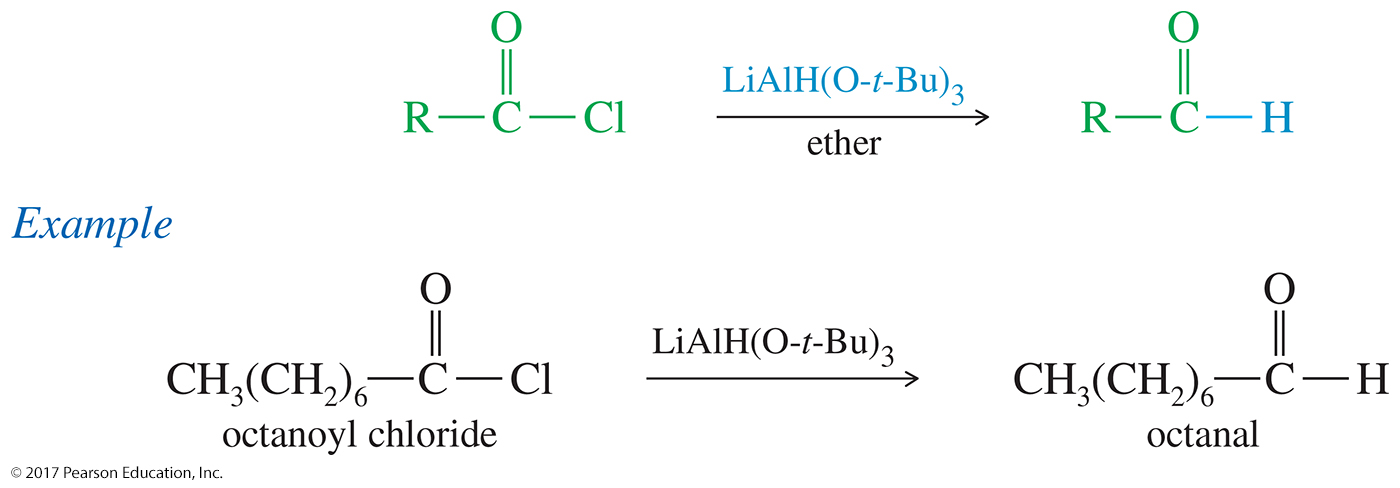 O
R—C—Cl
LiAlH(O-t-Bu)₃
ether
O
R—C—H
Example
O
CH₃(CH₂)₆—C—Cl
octanoyl chloride
LiAlH(O-t-Bu)₃
O
CH₃(CH₂)₆—C—H
octanal
© 2017 Pearson Education, Inc.